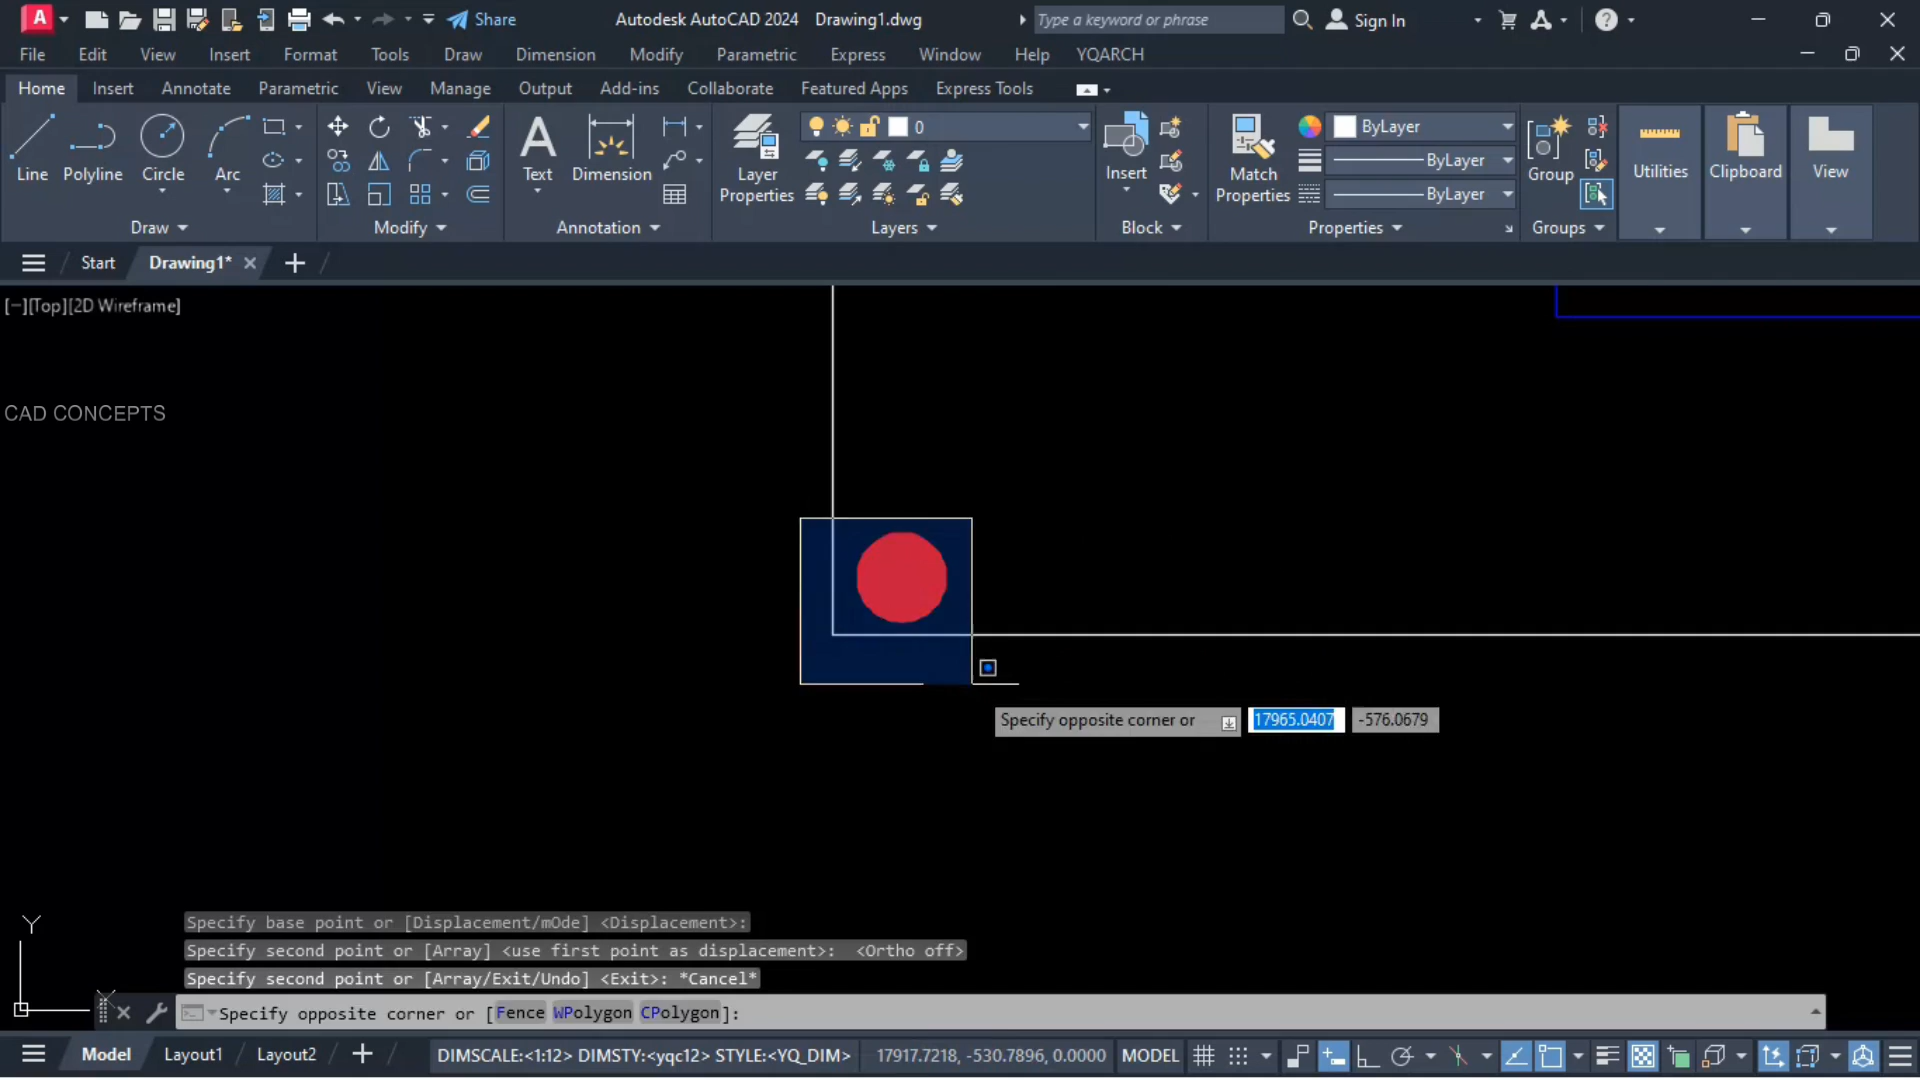 A Share Autodesk AutoCAD 2024 Drawing1.dwg Type a keyword or phrase Sign In
File Edit View Insert Format Tools Draw Dimension Modify Parametric Express Window Help YQARCH
Home Insert Annotate Parametric View Manage Output Add-ins Collaborate Featured Apps Express Tools
0 ByLayer
Line Polyline Circle Arc Text Dimension Layer Properties Insert Match Properties ByLayer Group Utilities Clipboard View
ByLayer
Draw Modify Annotation Layers Block Properties Groups
Start Drawing1*
[−][Top][2D Wireframe]
CAD CONCEPTS
Specify opposite corner or 17965.0407 -576.0679
Y
X
Specify base point or [Displacement/mOde] <Displacement>:
Specify second point or [Array] <use first point as displacement>: <Ortho off>
Specify second point or [Array/Exit/Undo] <Exit>: *Cancel*
Specify opposite corner or [Fence WPolygon CPolygon]:
Model Layout1 Layout2 DIMSCALE:<1:12> DIMSTY:<yqc12> STYLE:<YQ_DIM> 17917.7218, -530.7896, 0.0000 MODEL